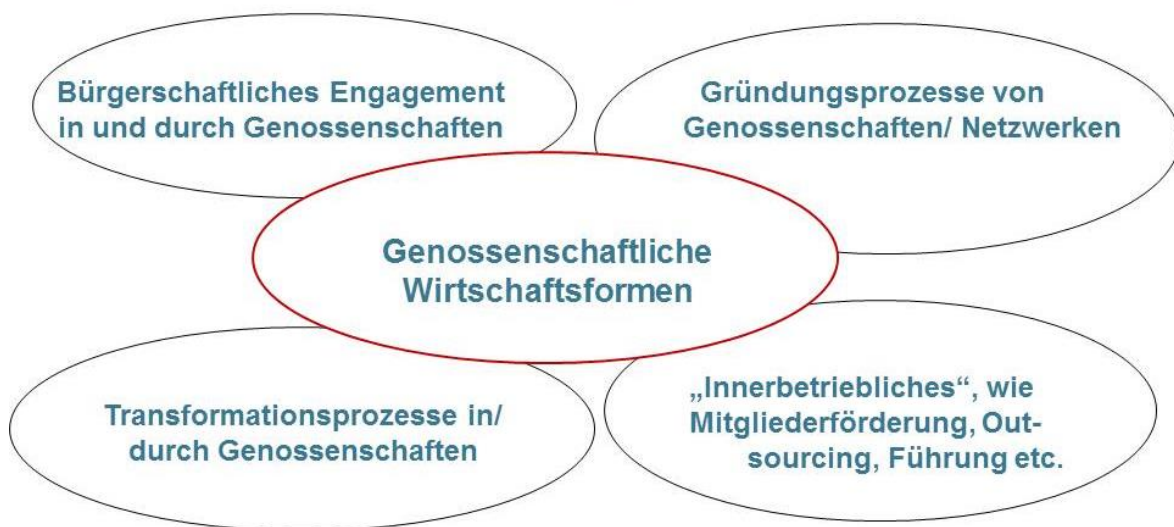 Bürgerschaftliches Engagement
in und durch Genossenschaften
Gründungsprozesse von
Genossenschaften/ Netzwerken
Genossenschaftliche
Wirtschaftsformen
Transformationsprozesse in/
durch Genossenschaften
„Innerbetriebliches“, wie
Mitgliederförderung, Out-
sourcing, Führung etc.